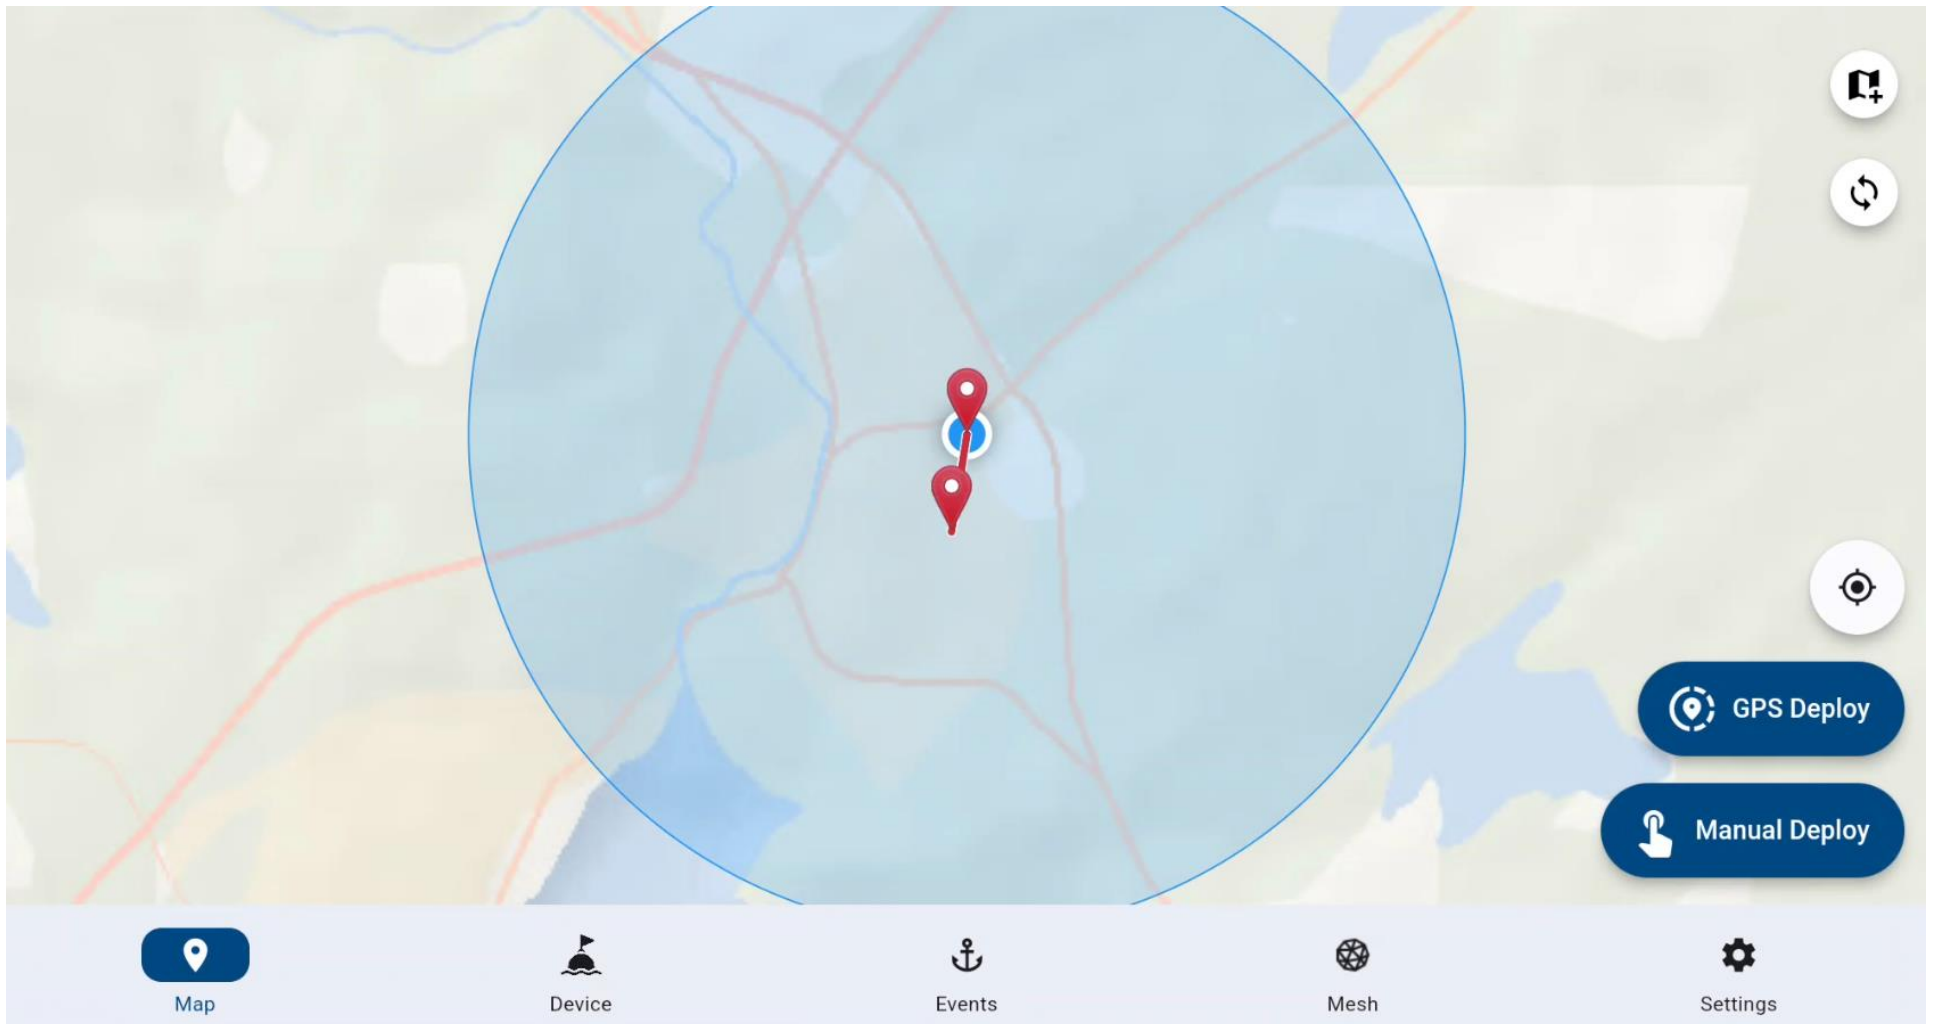 GPS Deploy
Manual Deploy
Map
Device
Events
Mesh
Settings